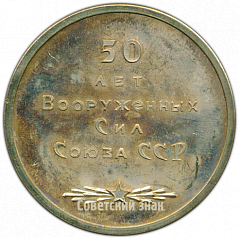 50
ЛЕТ
ВООРУЖЕННЫХ
СИЛ
СОЮЗА ССР
Советский знак